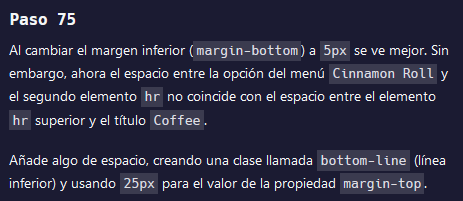 Paso 75
Al cambiar el margen inferior (margin-bottom) a 5px se ve mejor. Sin
embargo, ahora el espacio entre la opción del menú Cinnamon Roll y
el segundo elemento hr no coincide con el espacio entre el elemento
hr superior y el título Coffee.
Añade algo de espacio, creando una clase llamada bottom-line (línea
inferior) y usando 25px para el valor de la propiedad margin-top.